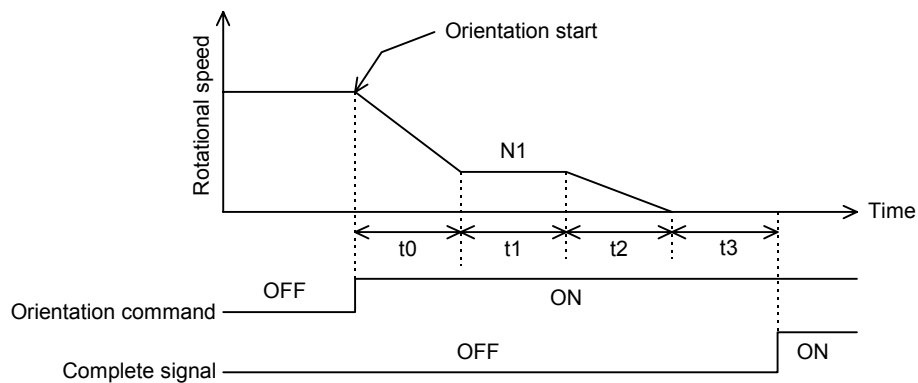 Orientation start
Rotational speed
N1
Time
t0 t1 t2 t3
OFF ON
Orientation command
OFF ON
Complete signal